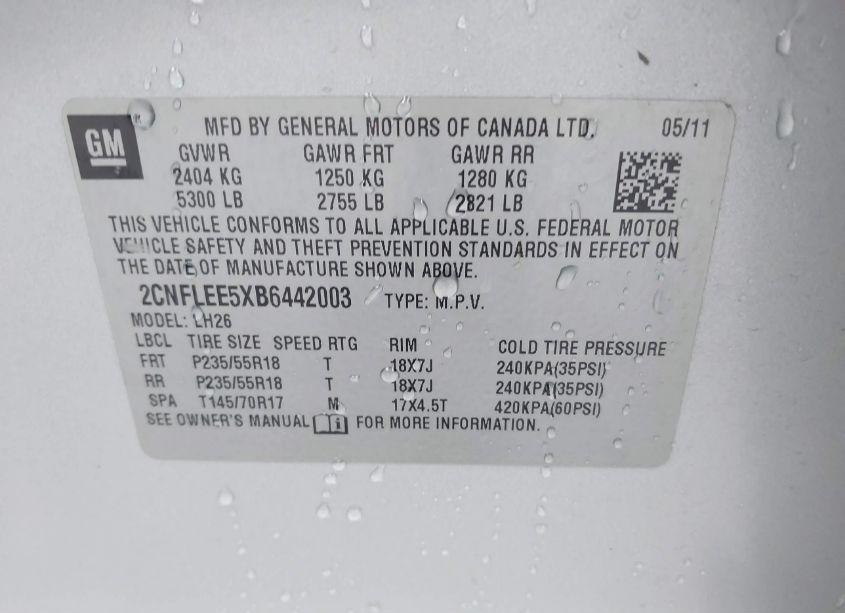 GM
MFD BY GENERAL MOTORS OF CANADA LTD. 05/11
GVWR GAWR FRT GAWR RR
2404 KG 1250 KG 1280 KG
5300 LB 2755 LB 2821 LB
THIS VEHICLE CONFORMS TO ALL APPLICABLE U.S. FEDERAL MOTOR
VEHICLE SAFETY AND THEFT PREVENTION STANDARDS IN EFFECT ON
THE DATE OF MANUFACTURE SHOWN ABOVE.
2CNFLEE5XB6442003 TYPE: M.P.V.
MODEL: LH26
LBCL TIRE SIZE SPEED RTG RIM COLD TIRE PRESSURE
FRT P235/55R18 T 18X7J 240KPA(35PSI)
RR P235/55R18 T 18X7J 240KPA(35PSI)
SPA T145/70R17 M 17X4.5T 420KPA(60PSI)
SEE OWNER'S MANUAL i FOR MORE INFORMATION.